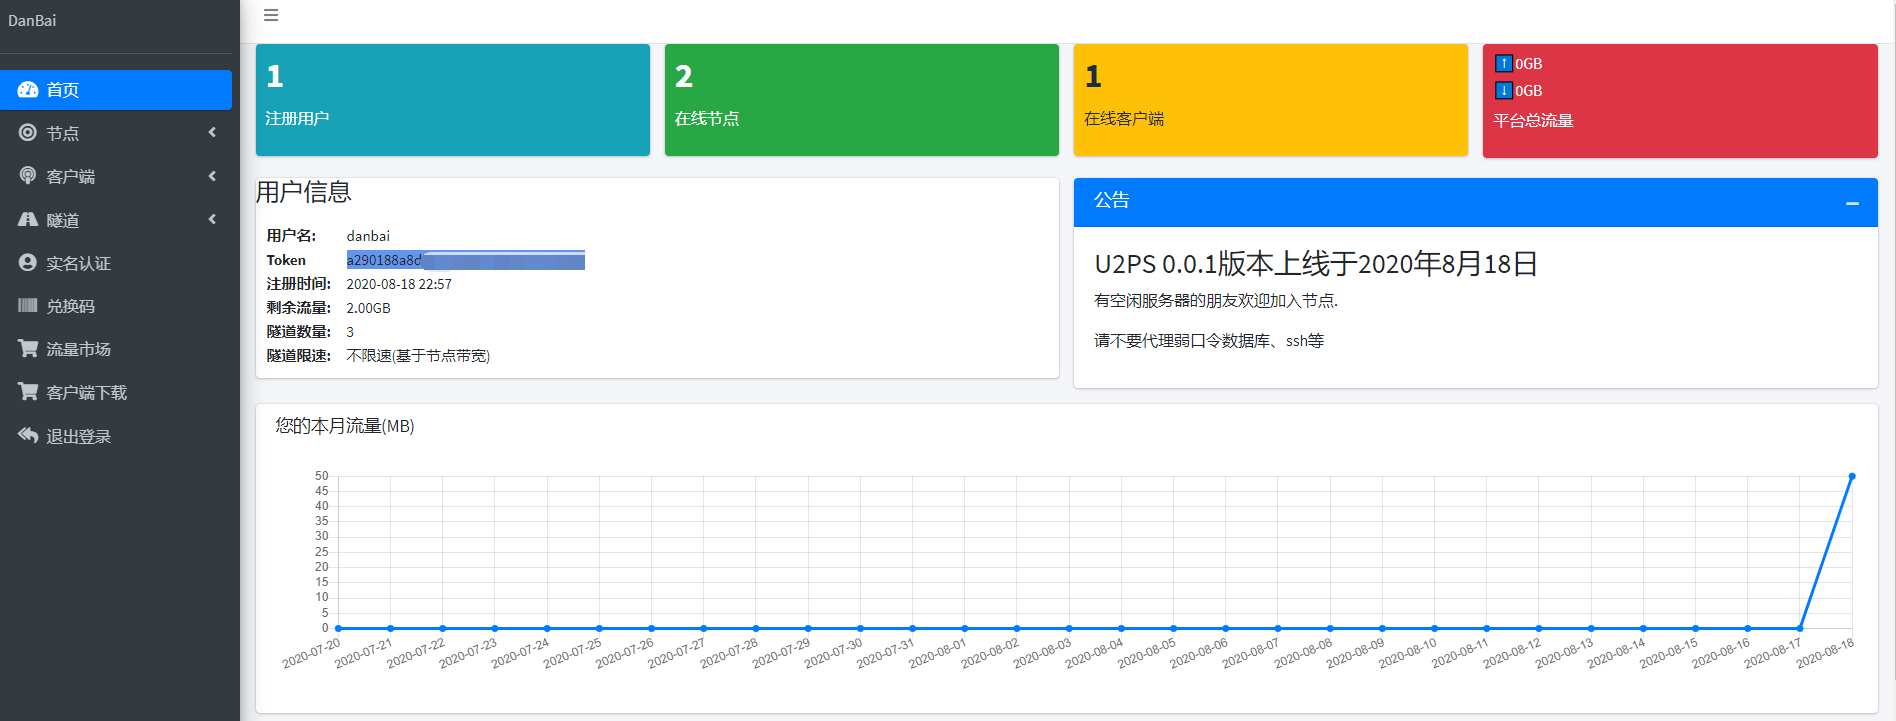 DanBai
首页
节点
客户端
隧道
实名认证
兑换码
流量市场
客户端下载
退出登录
1
注册用户
2
在线节点
1
在线客户端
↑ 0GB
↓ 0GB
平台总流量
用户信息
用户名: danbai
Token a290188a8d
注册时间: 2020-08-18 22:57
剩余流量: 2.00GB
隧道数量: 3
隧道限速: 不限速(基于节点带宽)
公告
U2PS 0.0.1版本上线于2020年8月18日
有空闲服务器的朋友欢迎加入节点.
请不要代理弱口令数据库、ssh等
您的本月流量(MB)
50
45
40
35
30
25
20
15
10
5
0
2020-07-20
2020-07-21
2020-07-22
2020-07-23
2020-07-24
2020-07-25
2020-07-26
2020-07-27
2020-07-28
2020-07-29
2020-07-30
2020-07-31
2020-08-01
2020-08-02
2020-08-03
2020-08-04
2020-08-05
2020-08-06
2020-08-07
2020-08-08
2020-08-09
2020-08-10
2020-08-11
2020-08-12
2020-08-13
2020-08-14
2020-08-15
2020-08-16
2020-08-17
2020-08-18